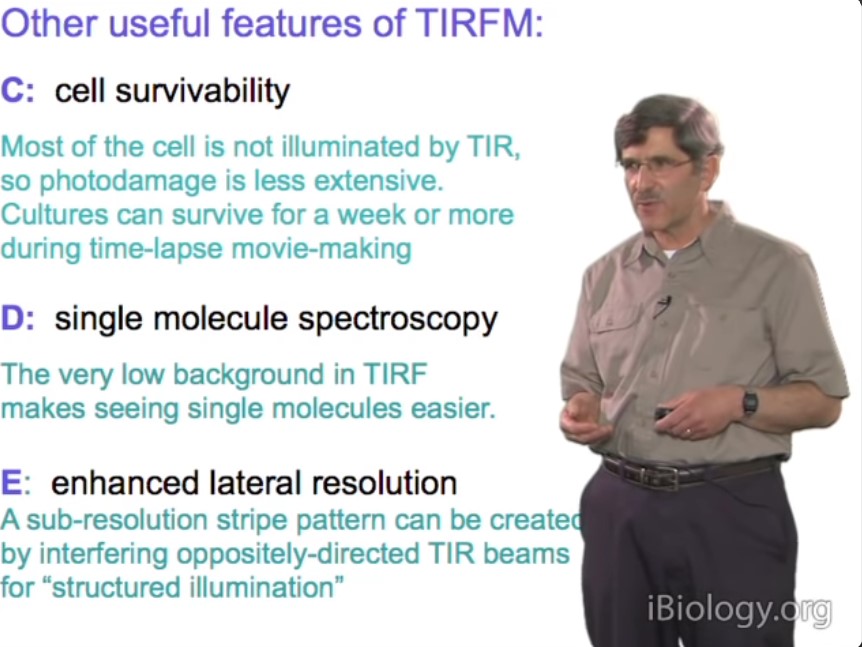 Other useful features of TIRFM:
C: cell survivability
Most of the cell is not illuminated by TIR,
so photodamage is less extensive.
Cultures can survive for a week or more
during time-lapse movie-making
D: single molecule spectroscopy
The very low background in TIRF
makes seeing single molecules easier.
E: enhanced lateral resolution
A sub-resolution stripe pattern can be created
by interfering oppositely-directed TIR beams
for “structured illumination”
iBiology.org